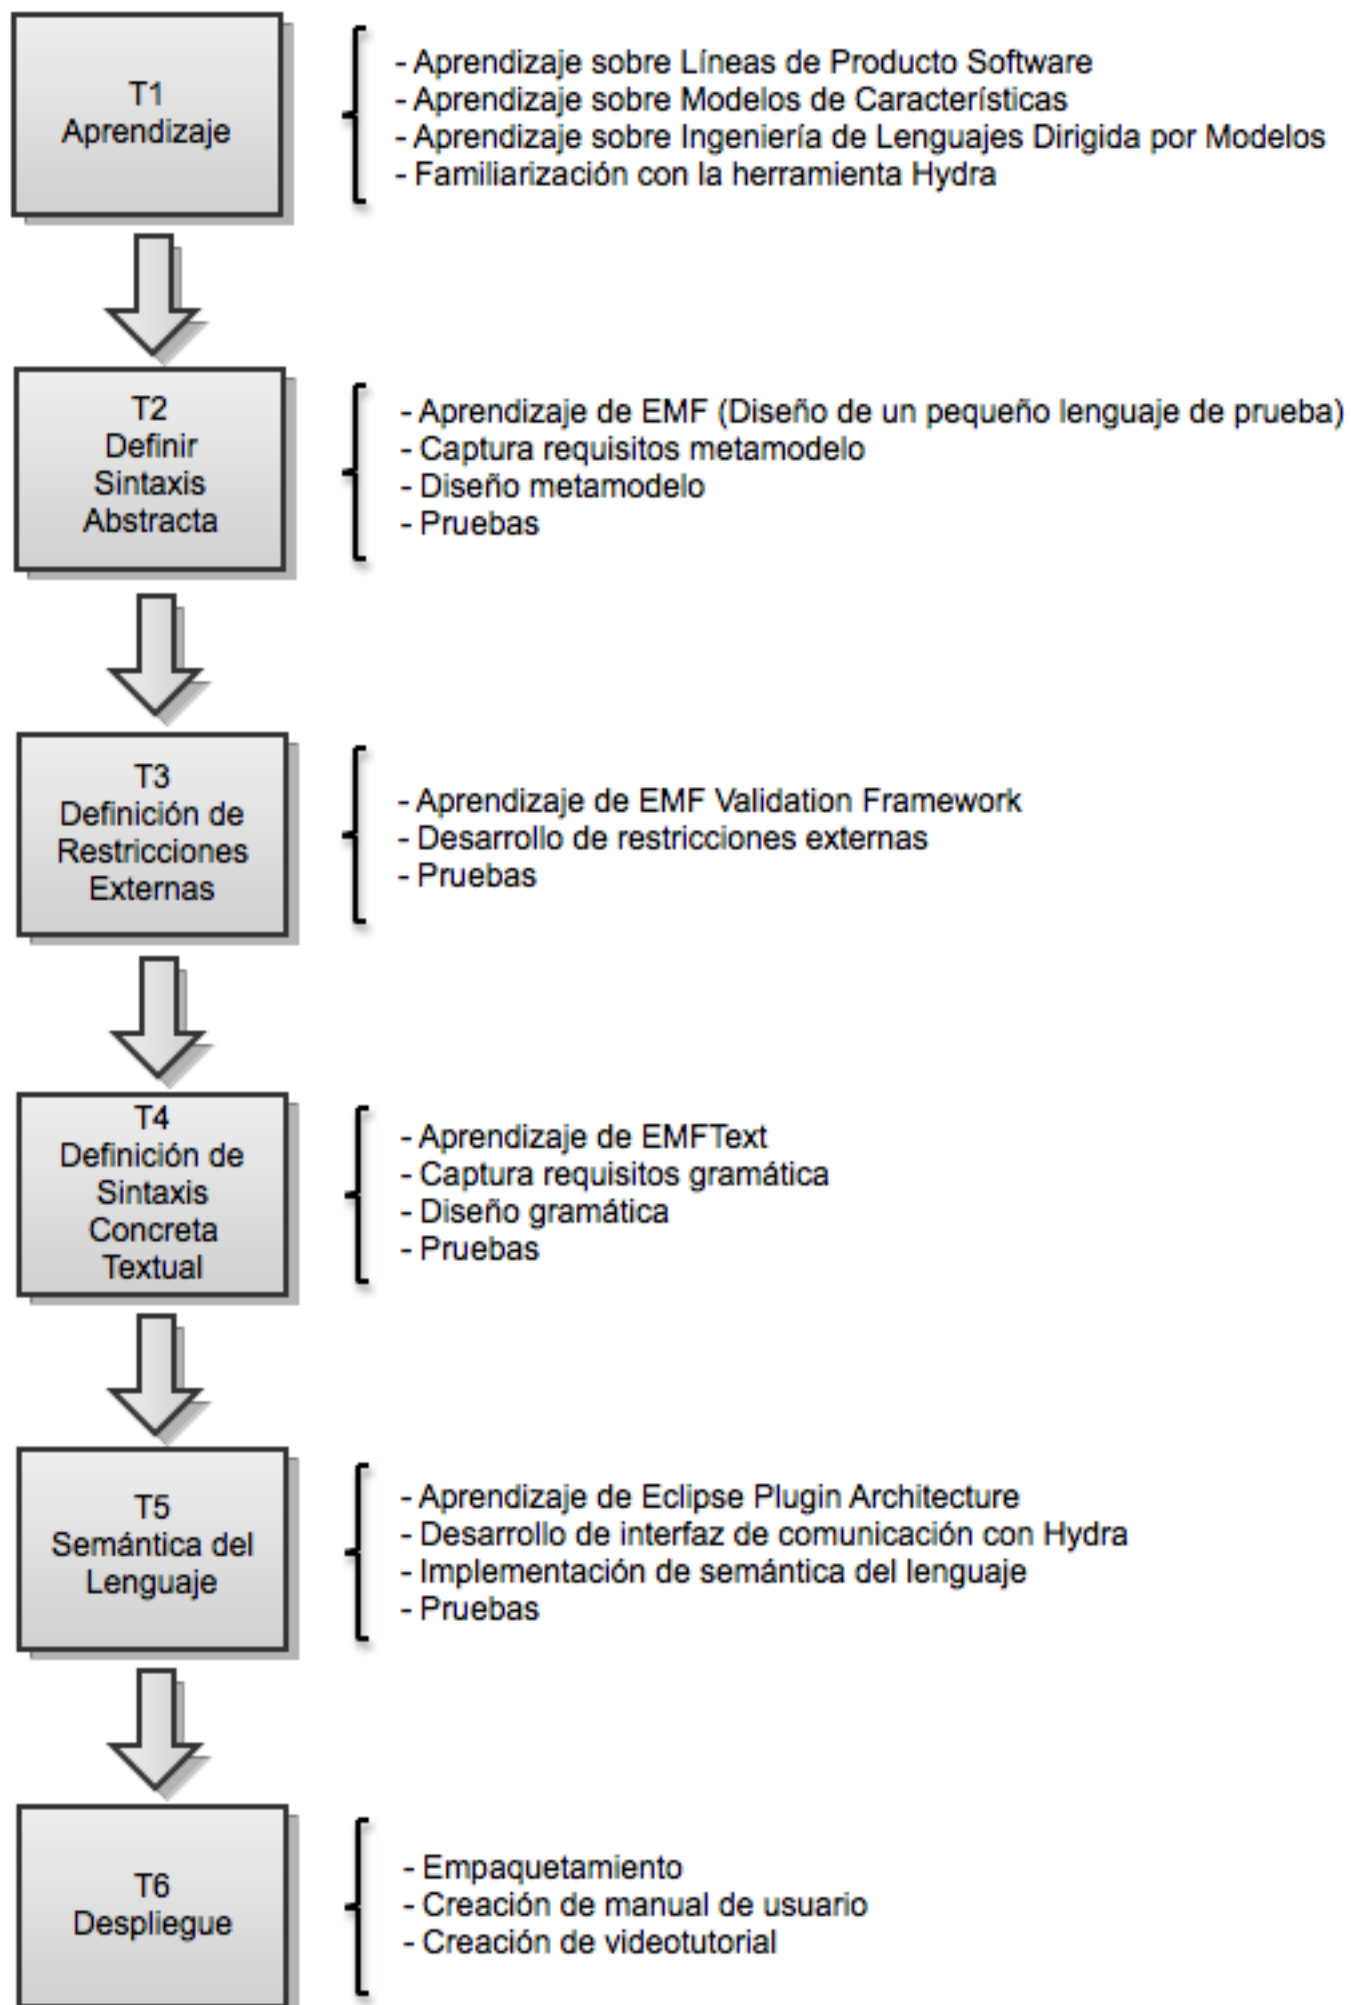 T1
Aprendizaje
- Aprendizaje sobre Líneas de Producto Software
- Aprendizaje sobre Modelos de Características
- Aprendizaje sobre Ingeniería de Lenguajes Dirigida por Modelos
- Familiarización con la herramienta Hydra
T2
Definir
Sintaxis
Abstracta
- Aprendizaje de EMF (Diseño de un pequeño lenguaje de prueba)
- Captura requisitos metamodelo
- Diseño metamodelo
- Pruebas
T3
Definición de
Restricciones
Externas
- Aprendizaje de EMF Validation Framework
- Desarrollo de restricciones externas
- Pruebas
T4
Definición de
Sintaxis
Concreta
Textual
- Aprendizaje de EMFText
- Captura requisitos gramática
- Diseño gramática
- Pruebas
T5
Semántica del
Lenguaje
- Aprendizaje de Eclipse Plugin Architecture
- Desarrollo de interfaz de comunicación con Hydra
- Implementación de semántica del lenguaje
- Pruebas
T6
Despliegue
- Empaquetamiento
- Creación de manual de usuario
- Creación de videotutorial